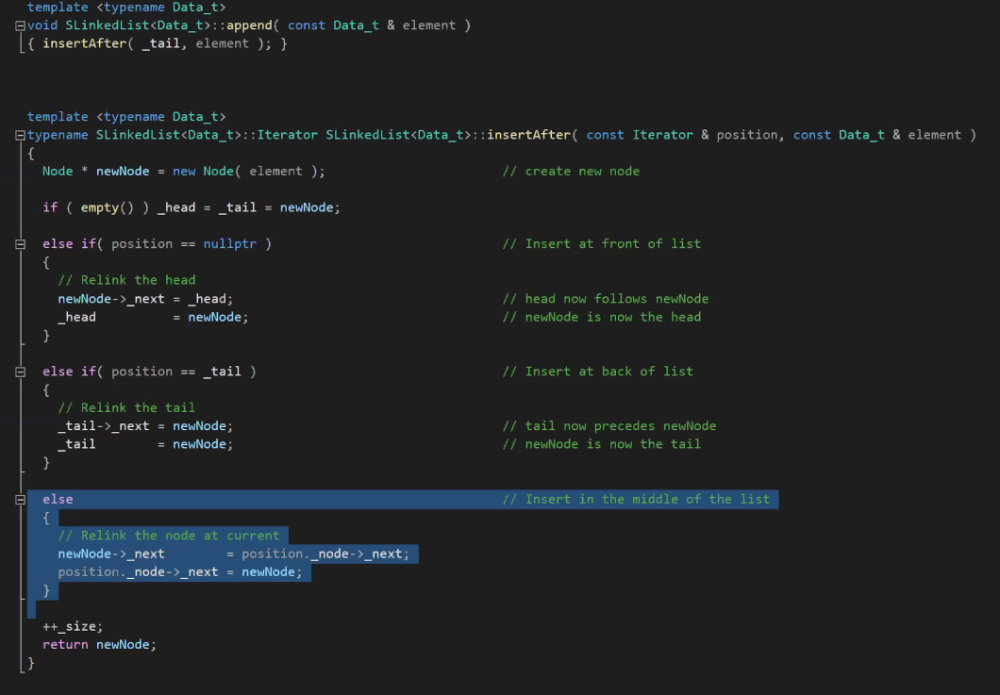 template <typename Data_t>
void SLinkedList<Data_t>::append( const Data_t & element )
{ insertAfter( _tail, element ); }
template <typename Data_t>
typename SLinkedList<Data_t>::Iterator SLinkedList<Data_t>::insertAfter( const Iterator & position, const Data_t & element )
{
Node * newNode = new Node( element ); // create new node
if ( empty() ) _head = _tail = newNode;
else if( position == nullptr ) // Insert at front of list
{
// Relink the head
newNode->_next = _head; // head now follows newNode
_head = newNode; // newNode is now the head
}
else if( position == _tail ) // Insert at back of list
{
// Relink the tail
_tail->_next = newNode; // tail now precedes newNode
_tail = newNode; // newNode is now the tail
}
else // Insert in the middle of the list
{
// Relink the node at current
newNode->_next = position._node->_next;
position._node->_next = newNode;
}
++_size;
return newNode;
}